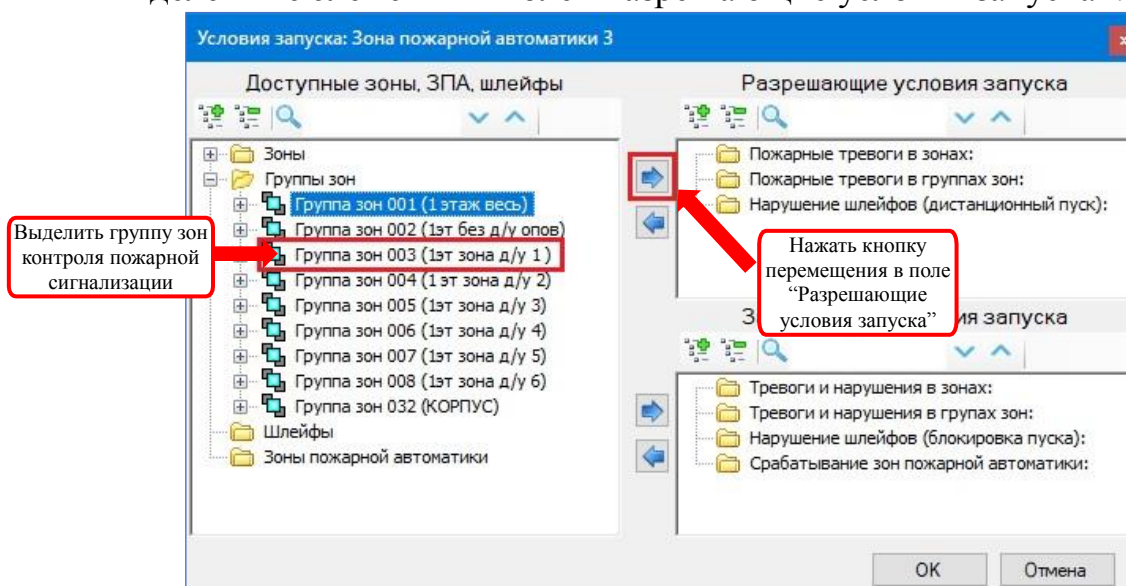 Условия запуска: Зона пожарной автоматики 3
Доступные зоны, ЗПА, шлейфы
Зоны
Группы зон
Группа зон 001 (1 этаж весь)
Группа зон 002 (1эт без д/у опов)
Группа зон 003 (1эт зона д/у 1 )
Группа зон 004 (1 эт зона д/у 2)
Группа зон 005 (1эт зона д/у 3)
Группа зон 006 (1эт зона д/у 4)
Группа зон 007 (1эт зона д/у 5)
Группа зон 008 (1эт зона д/у 6)
Группа зон 032 (КОРПУС)
Шлейфы
Зоны пожарной автоматики
Выделить группу зон
контроля пожарной
сигнализации
Разрешающие условия запуска
Пожарные тревоги в зонах:
Пожарные тревоги в группах зон:
Нарушение шлейфов (дистанционный пуск):
Нажать кнопку
перемещения в поле
“Разрешающие
условия запуска”
ия запуска
Тревоги и нарушения в зонах:
Тревоги и нарушения в групах зон:
Нарушение шлейфов (блокировка пуска):
Срабатывание зон пожарной автоматики:
OK
Отмена